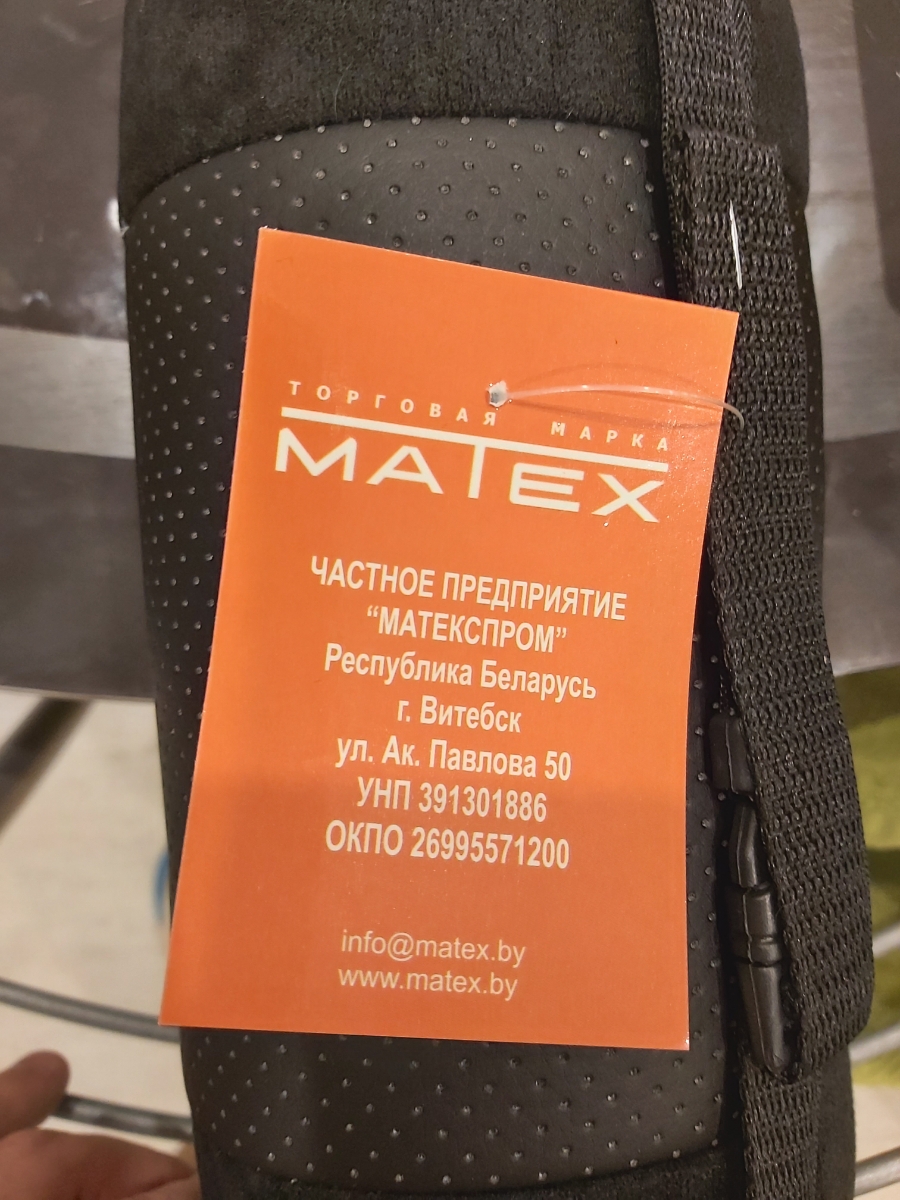 ТОРГОВАЯ МАРКА
MATEX
ЧАСТНОЕ ПРЕДПРИЯТИЕ
“МАТЕКСПРОМ”
Республика Беларусь
г. Витебск
ул. Ак. Павлова 50
УНП 391301886
ОКПО 26995571200
info@matex.by
www.matex.by